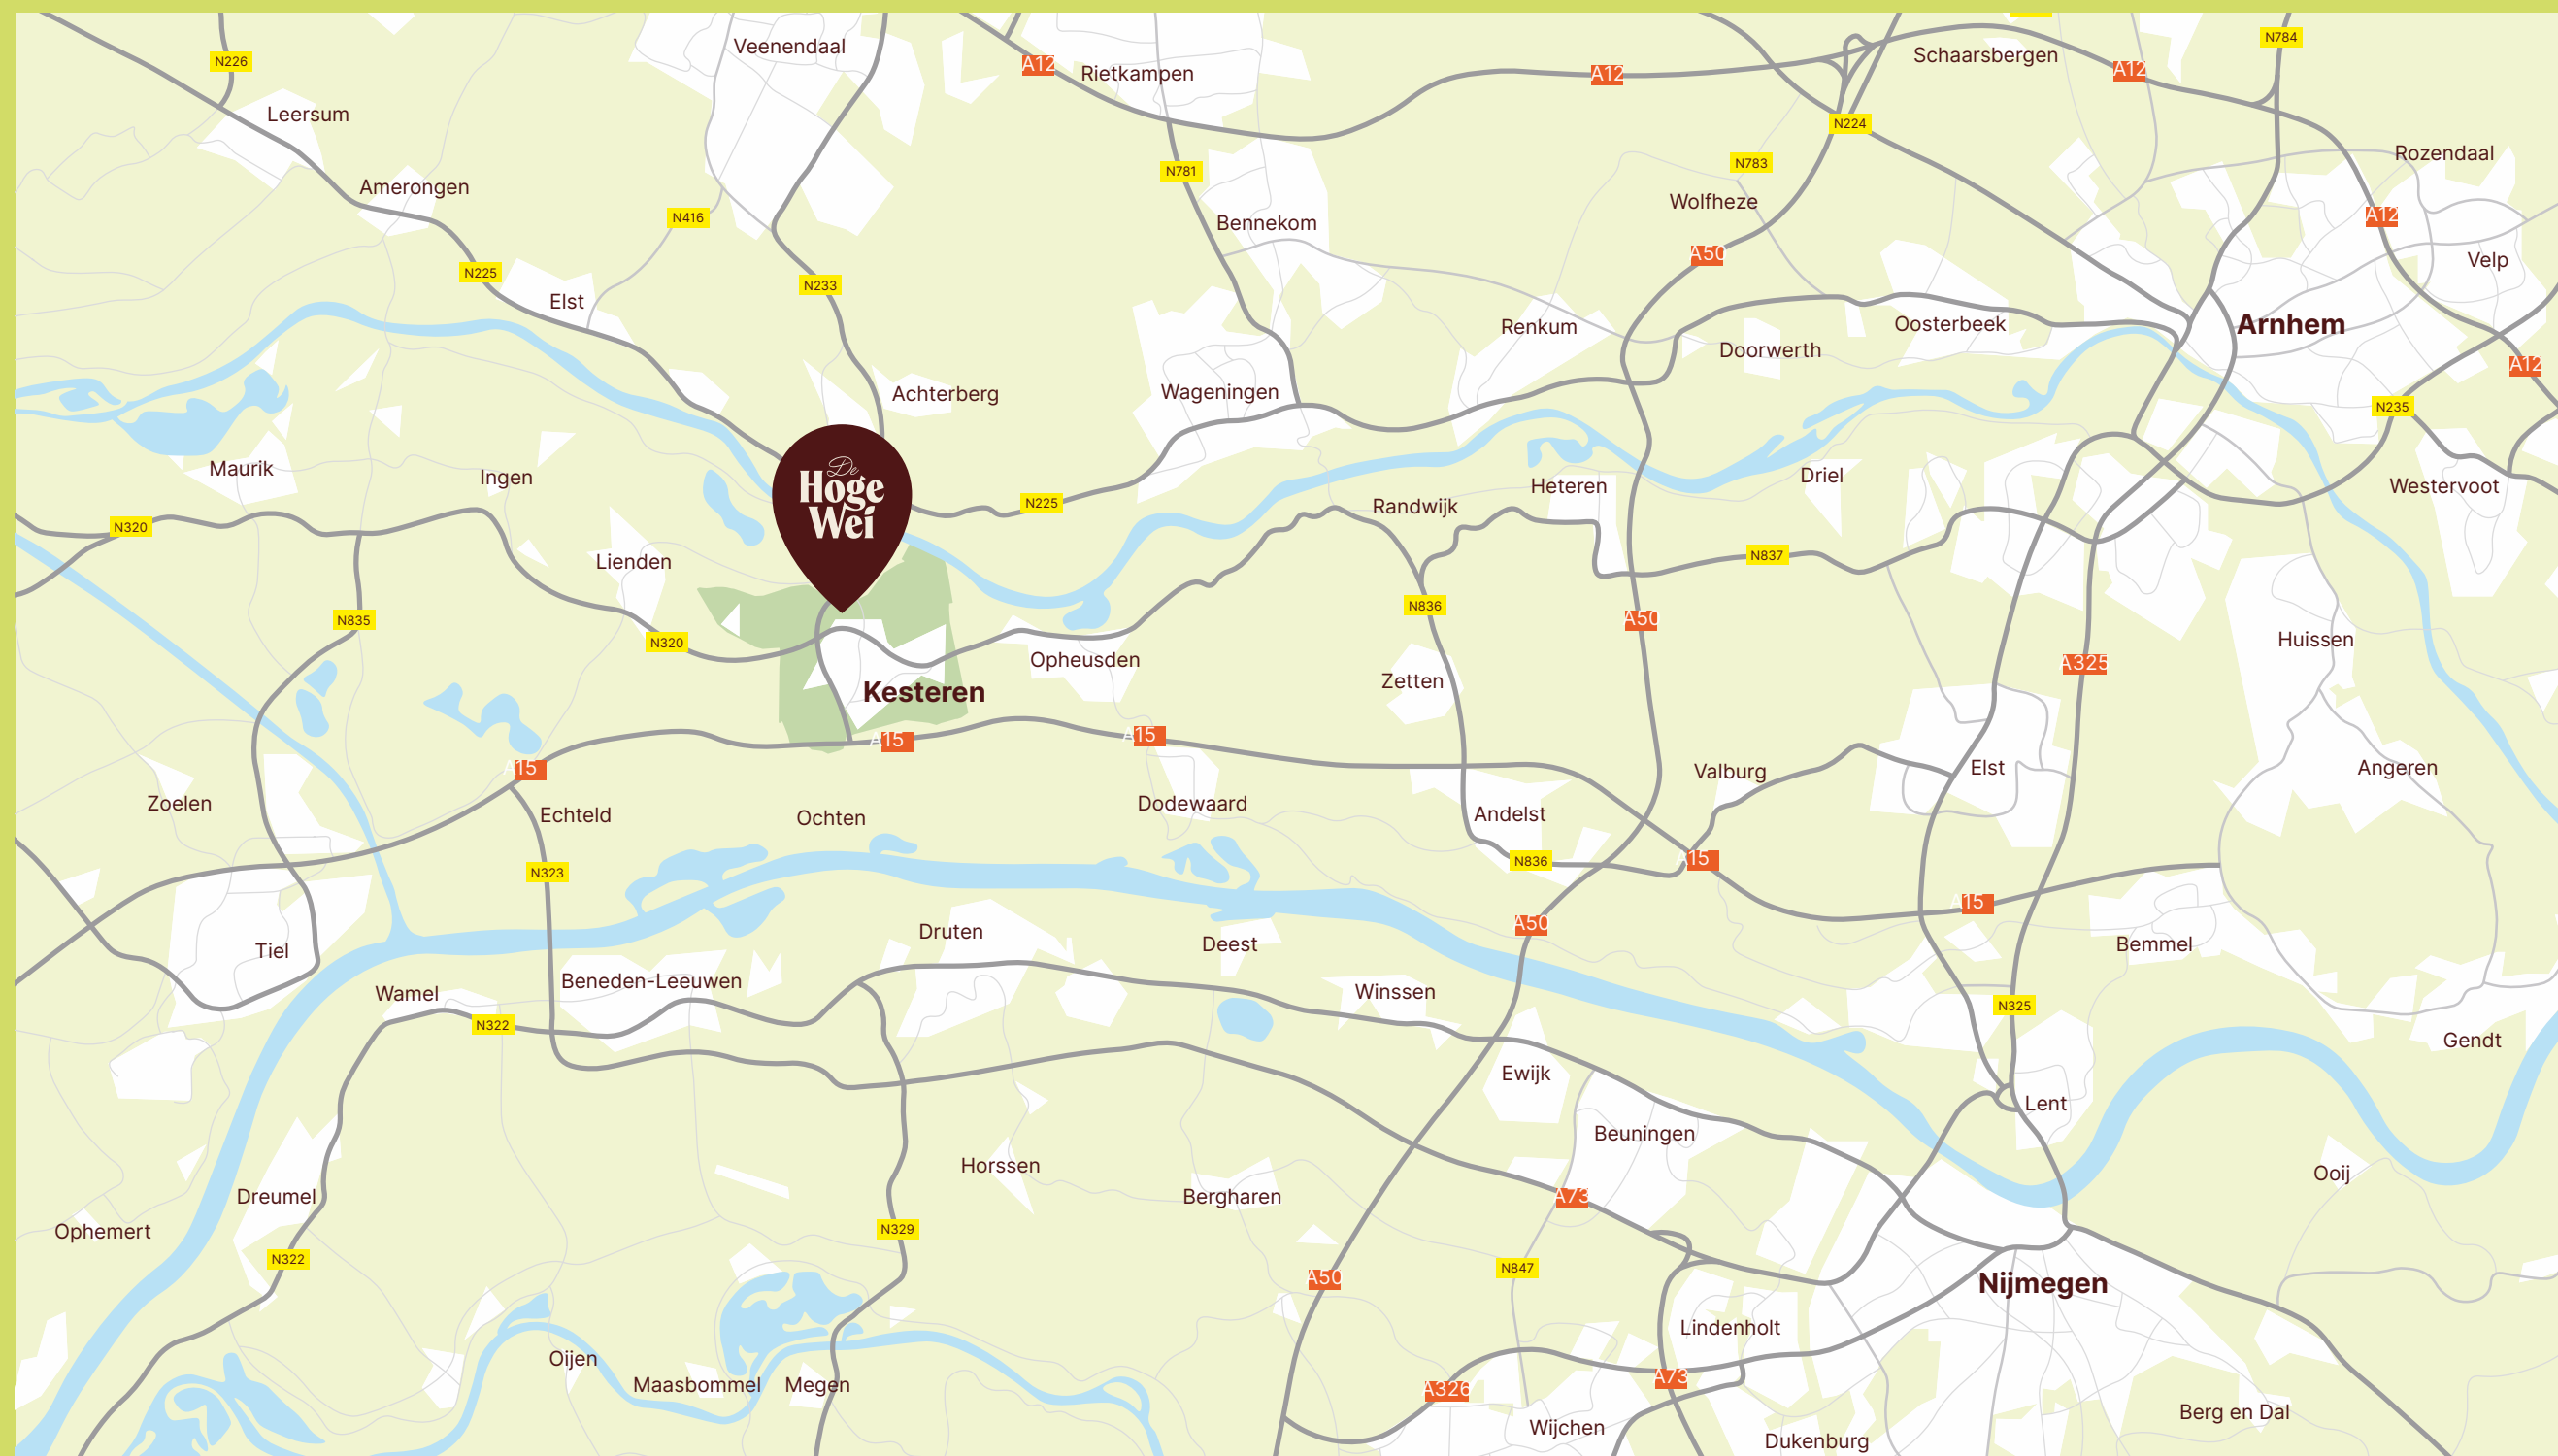 Veenendaal
N784
Schaarsbergen
N226
A12
Rietkampen
A12
A12
Leersum
N224
Rozendaal
N783
N781
Amerongen
Wolfheze
N416
A12
Bennekom
A50
Velp
N225
N233
Elst
Renkum
Oosterbeek
Arnhem
Doorwerth
A12
Achterberg
Wageningen
N235
Maurik
Ingen
De
Hoge
Wei
Driel
Heteren
Westervoot
N225
Randwijk
N320
N837
Lienden
N836
N835
A50
N320
Huissen
Opheusden
A325
Zetten
Kesteren
A15
A15
A15
Valburg
Elst
Angeren
Zoelen
Dodewaard
Echteld
Ochten
Andelst
N836
A15
N323
A15
A50
Druten
Deest
Bemmel
Tiel
Beneden-Leeuwen
Wamel
Winssen
N325
N322
Gendt
Ewijk
Lent
Beuningen
Horssen
Ooij
Dreumel
Bergharen
A73
Ophemert
N329
N322
N847
A50
Nijmegen
Lindenholt
Oijen
A73
Maasbommel
Megen
A326
Berg en Dal
Wijchen
Dukenburg